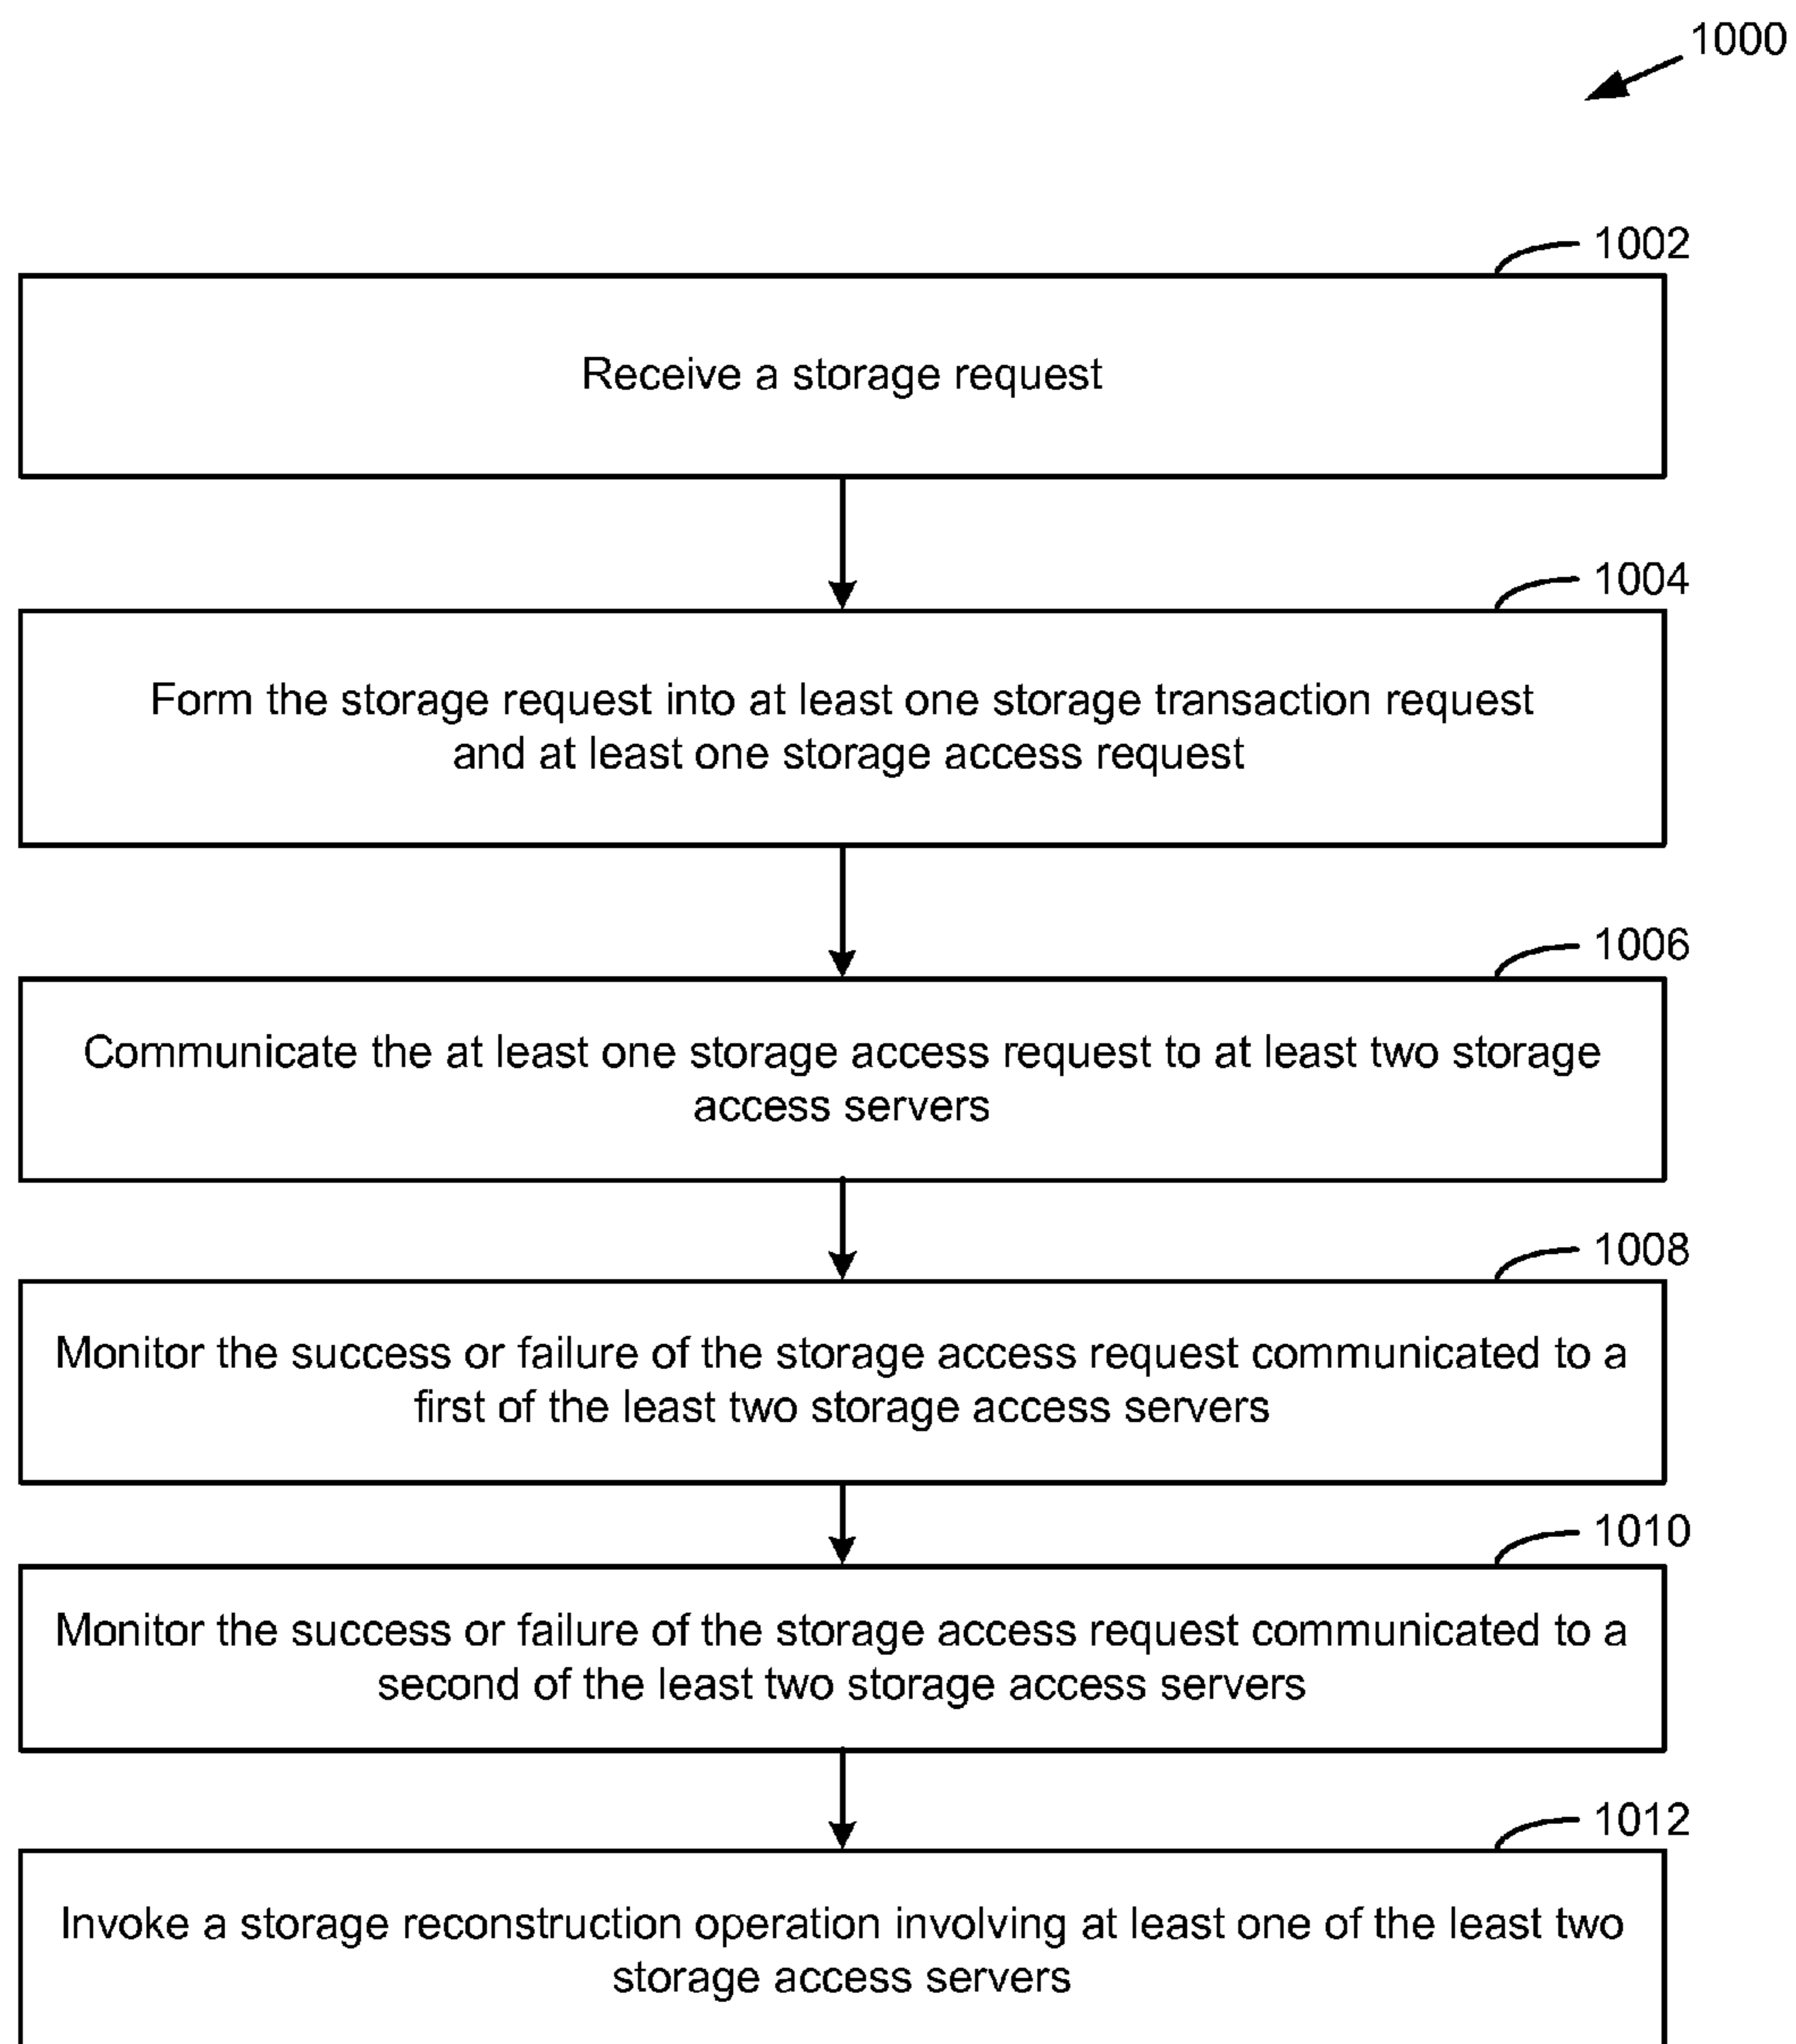 1000
1002
Receive a storage request
1004
Form the storage request into at least one storage transaction request
and at least one storage access request
1006
Communicate the at least one storage access request to at least two storage
access servers
1008
Monitor the success or failure of the storage access request communicated to a
first of the least two storage access servers
1010
Monitor the success or failure of the storage access request communicated to a
second of the least two storage access servers
1012
Invoke a storage reconstruction operation involving at least one of the least two
storage access servers